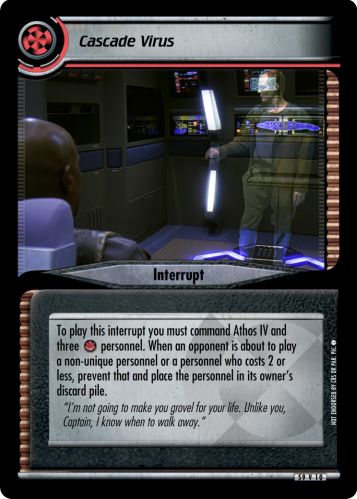 Cascade Virus
Interrupt
To play this interrupt you must command Athos IV and
three personnel. When an opponent is about to play
a non-unique personnel or a personnel who costs 2 or
less, prevent that and place the personnel in its owner's
discard pile.
"I'm not going to make you grovel for your life. Unlike you,
Captain, I know when to walk away."
NOT ENDORSED BY CBS OR PAR. PIC.
59 V 10